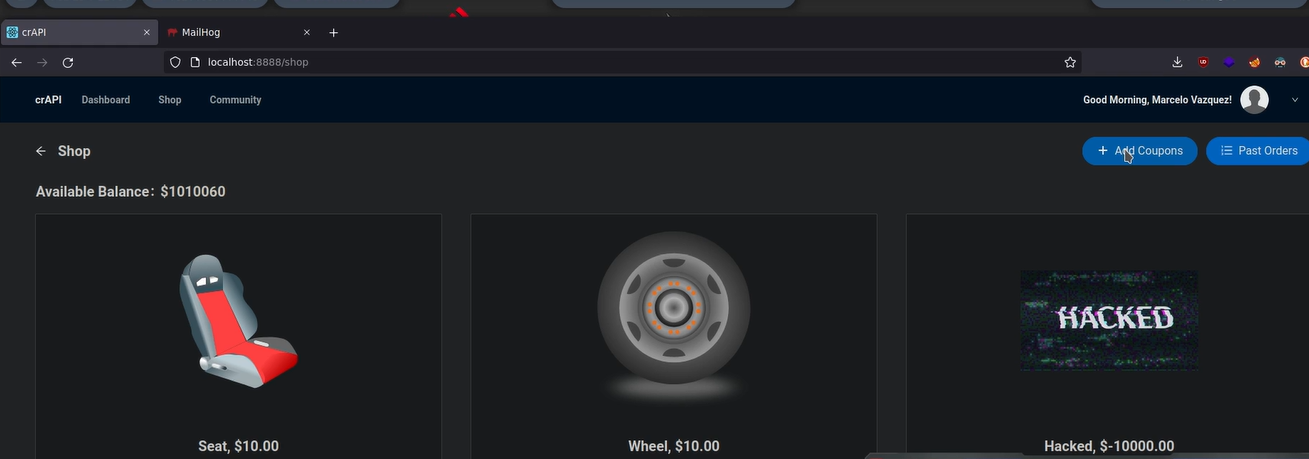 crAPI
MailHog
localhost:8888/shop
crAPI Dashboard Shop Community
Good Morning, Marcelo Vazquez!
Shop
Add Coupons
Past Orders
Available Balance: $1010060
HACKED
Seat, $10.00
Wheel, $10.00
Hacked, $-10000.00